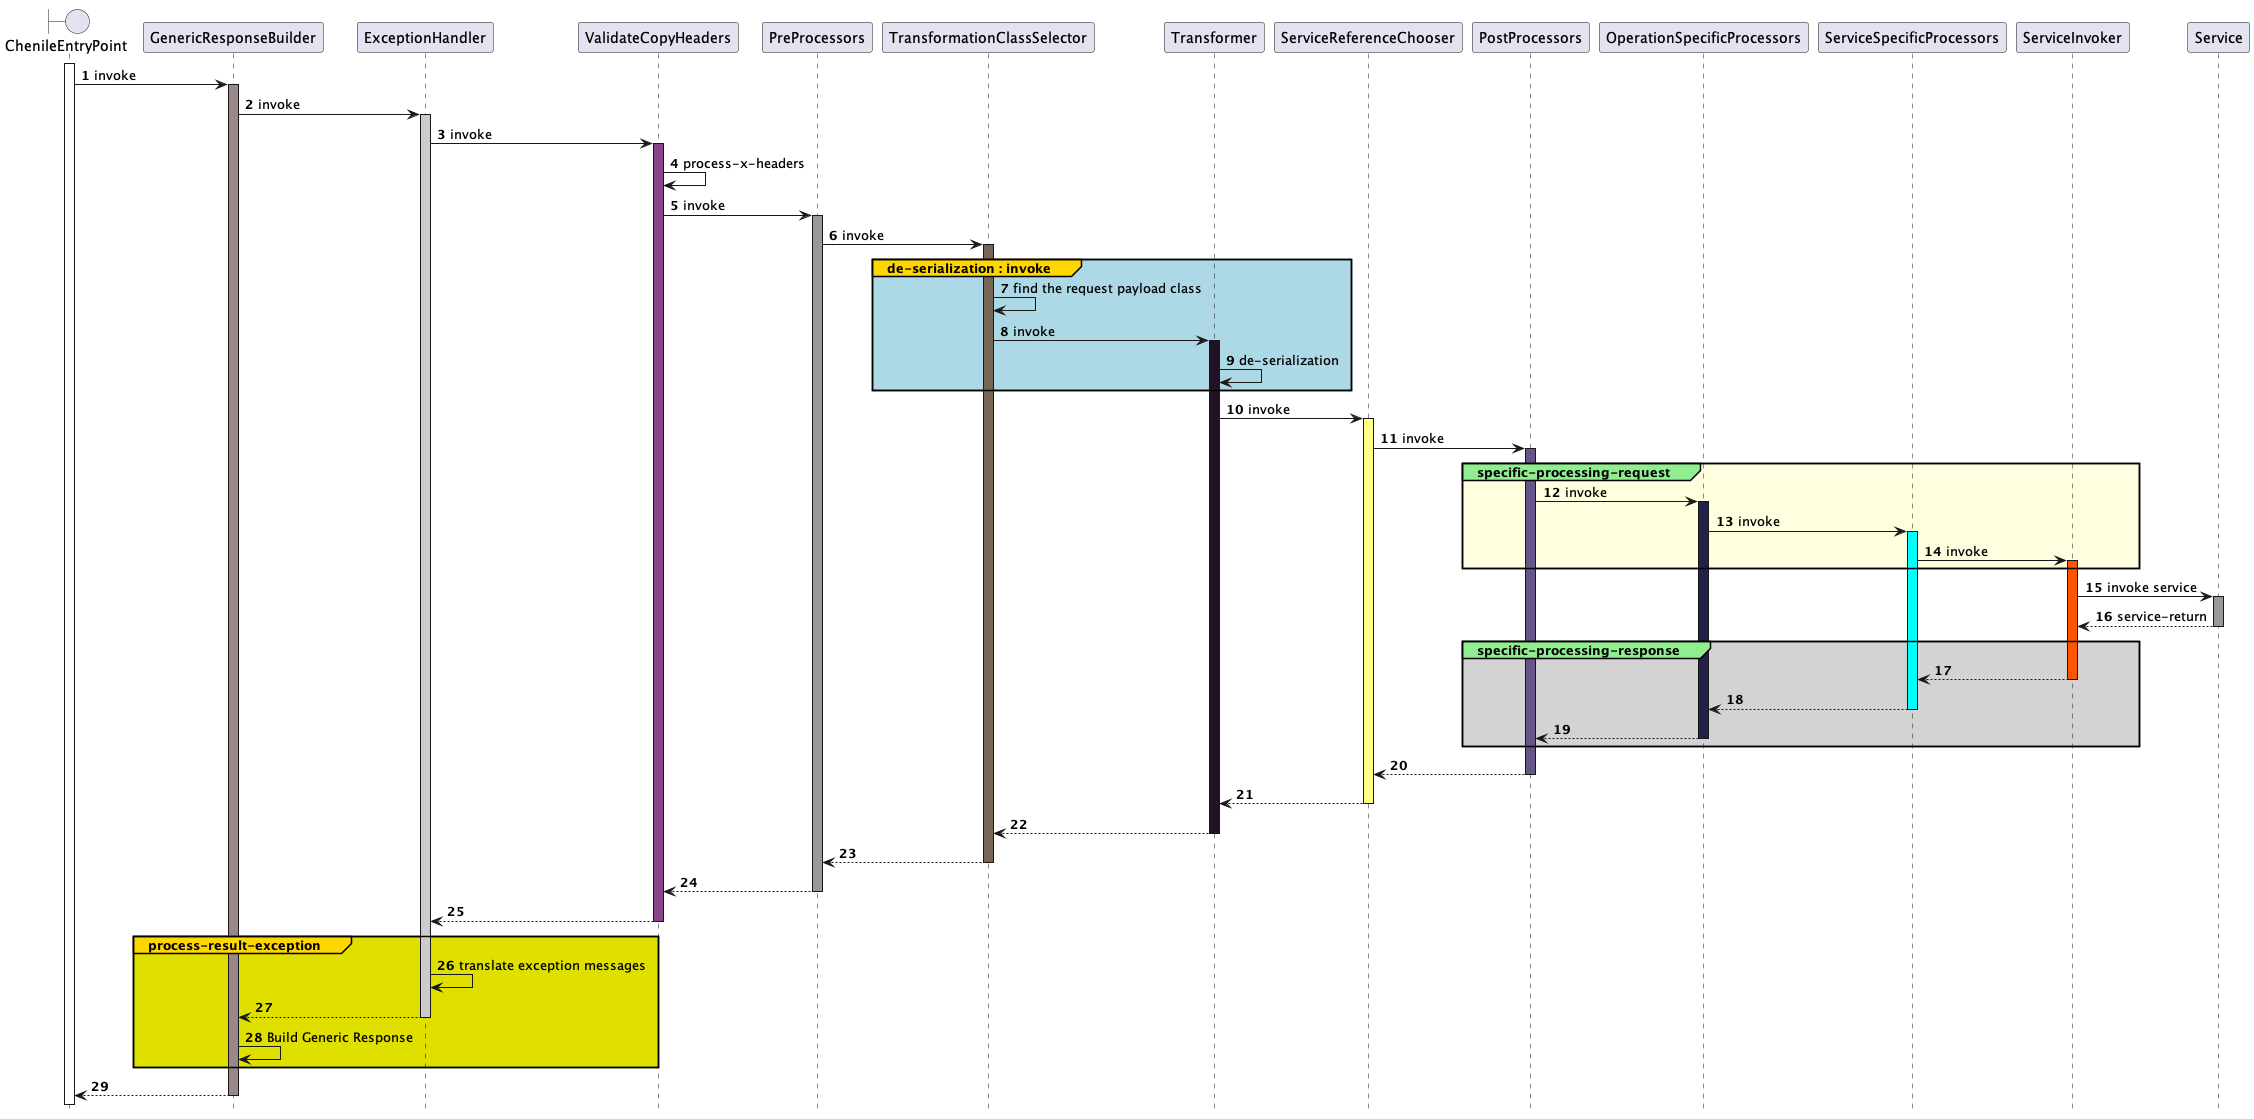 ChenileEntryPoint
GenericResponseBuilder
ExceptionHandler
ValidateCopyHeaders
PreProcessors
TransformationClassSelector
Transformer
ServiceReferenceChooser
PostProcessors
OperationSpecificProcessors
ServiceSpecificProcessors
ServiceInvoker
Service
1 invoke
2 invoke
3 invoke
4 process-x-headers
5 invoke
6 invoke
de-serialization : invoke
7 find the request payload class
8 invoke
9 de-serialization
10 invoke
11 invoke
specific-processing-request
12 invoke
13 invoke
14 invoke
15 invoke service
16 service-return
specific-processing-response
17
18
19
20
21
22
23
24
25
process-result-exception
26 translate exception messages
27
28 Build Generic Response
29